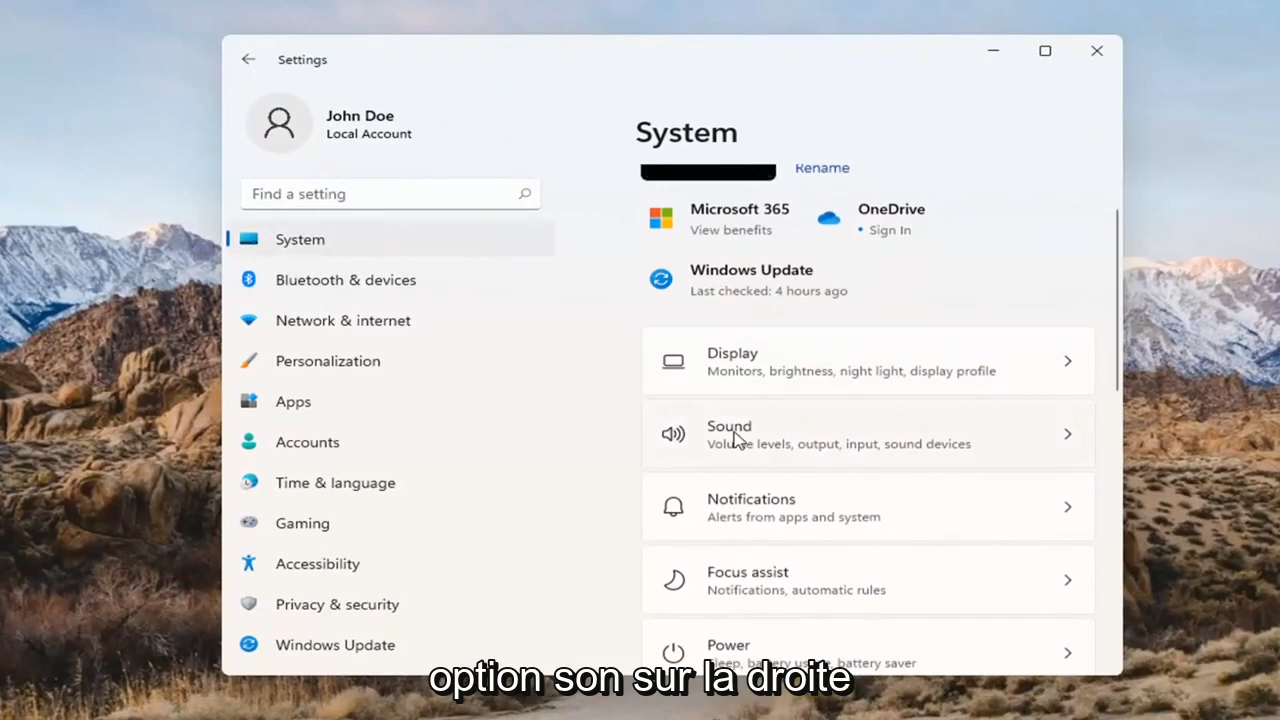 Settings
John Doe
Local Account
Find a setting
System
Bluetooth & devices
Network & internet
Personalization
Apps
Accounts
Time & language
Gaming
Accessibility
Privacy & security
Windows Update
System
Rename
Microsoft 365
View benefits
OneDrive
• Sign In
Windows Update
Last checked: 4 hours ago
Display
Monitors, brightness, night light, display profile
Sound
Volume levels, output, input, sound devices
Notifications
Alerts from apps and system
Focus assist
Notifications, automatic rules
Power
Sleep, battery usage, battery saver
option son sur la droite